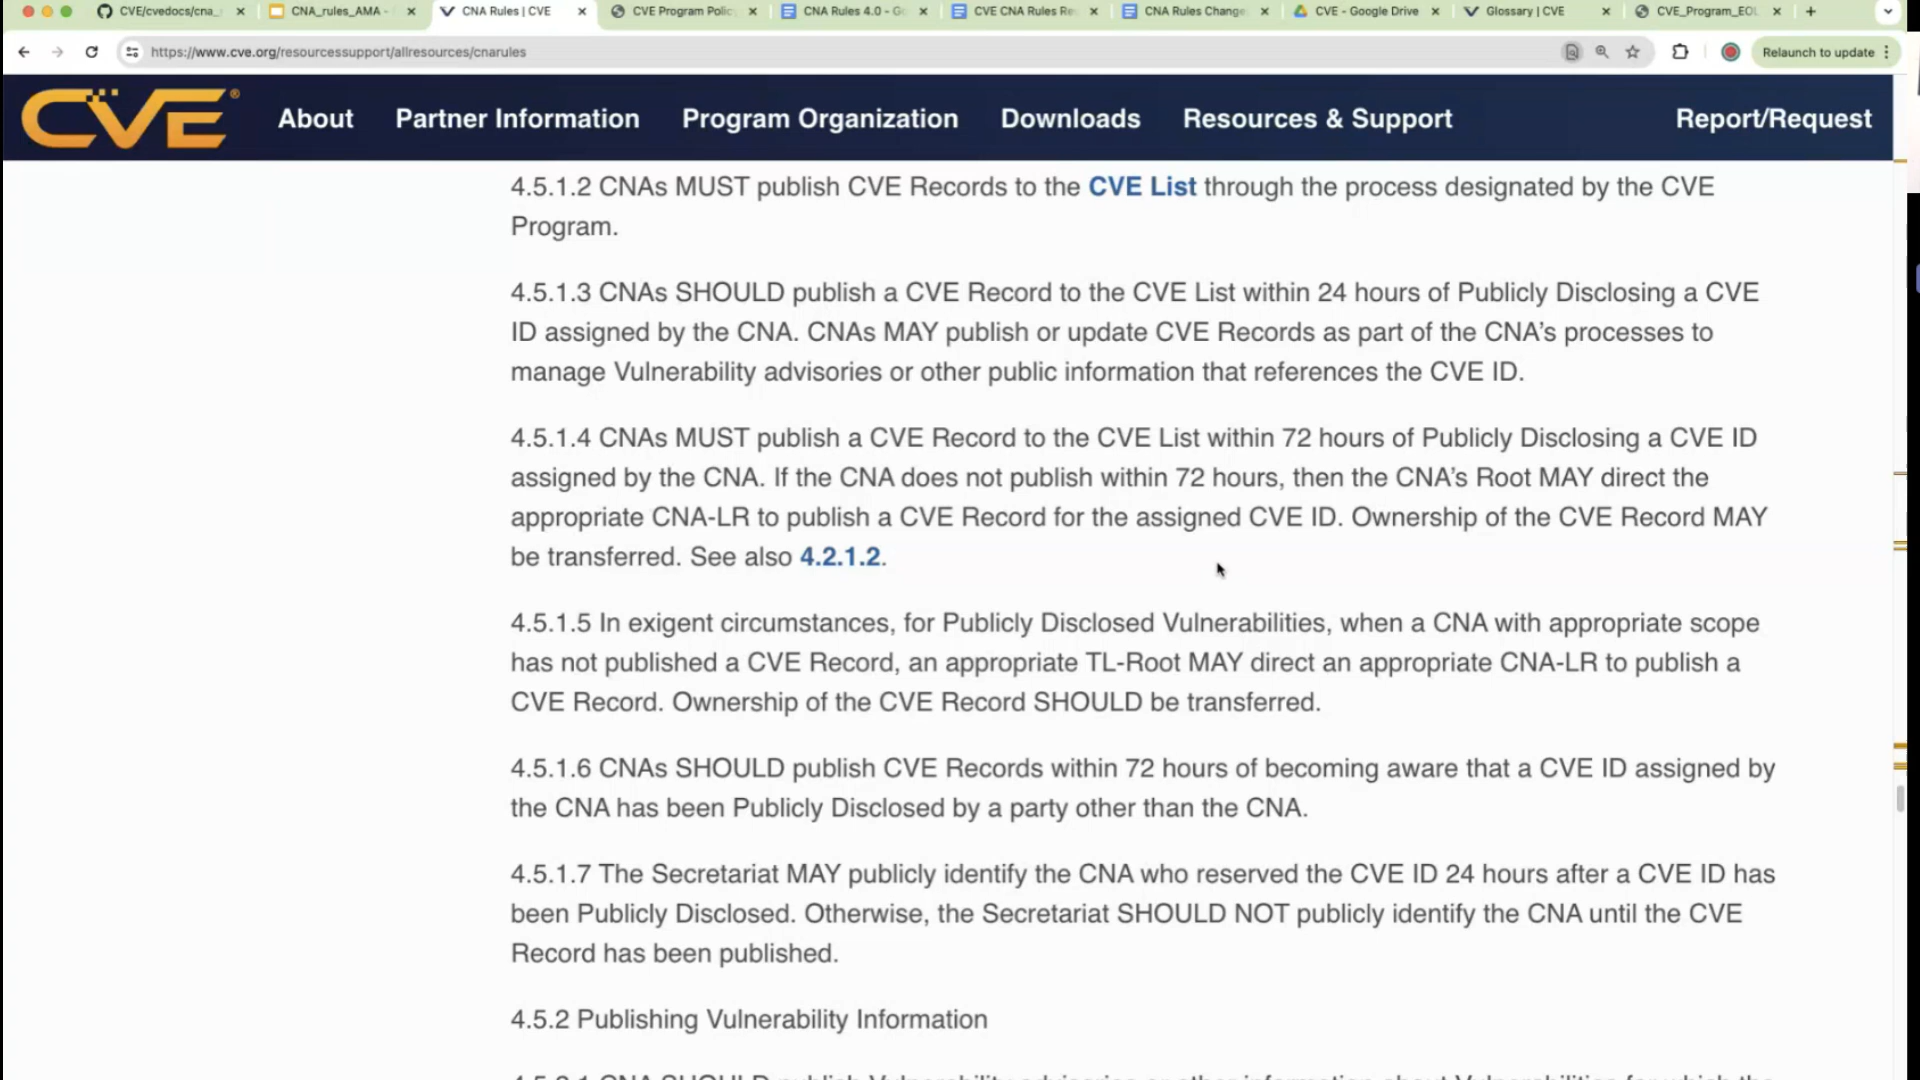 CVE/cvedocs/cna_
CNA_rules_AMA -
CNA Rules | CVE
CVE Program Polic
CNA Rules 4.0 - Go
CVE CNA Rules Re
CNA Rules Change
CVE - Google Drive
Glossary | CVE
CVE_Program_EOL
https://www.cve.org/resourcessupport/allresources/cnarules
Relaunch to update
CVE®
About
Partner Information
Program Organization
Downloads
Resources & Support
Report/Request
4.5.1.2 CNAs MUST publish CVE Records to the CVE List through the process designated by the CVE
Program.
4.5.1.3 CNAs SHOULD publish a CVE Record to the CVE List within 24 hours of Publicly Disclosing a CVE
ID assigned by the CNA. CNAs MAY publish or update CVE Records as part of the CNA’s processes to
manage Vulnerability advisories or other public information that references the CVE ID.
4.5.1.4 CNAs MUST publish a CVE Record to the CVE List within 72 hours of Publicly Disclosing a CVE ID
assigned by the CNA. If the CNA does not publish within 72 hours, then the CNA’s Root MAY direct the
appropriate CNA-LR to publish a CVE Record for the assigned CVE ID. Ownership of the CVE Record MAY
be transferred. See also 4.2.1.2.
4.5.1.5 In exigent circumstances, for Publicly Disclosed Vulnerabilities, when a CNA with appropriate scope
has not published a CVE Record, an appropriate TL-Root MAY direct an appropriate CNA-LR to publish a
CVE Record. Ownership of the CVE Record SHOULD be transferred.
4.5.1.6 CNAs SHOULD publish CVE Records within 72 hours of becoming aware that a CVE ID assigned by
the CNA has been Publicly Disclosed by a party other than the CNA.
4.5.1.7 The Secretariat MAY publicly identify the CNA who reserved the CVE ID 24 hours after a CVE ID has
been Publicly Disclosed. Otherwise, the Secretariat SHOULD NOT publicly identify the CNA until the CVE
Record has been published.
4.5.2 Publishing Vulnerability Information